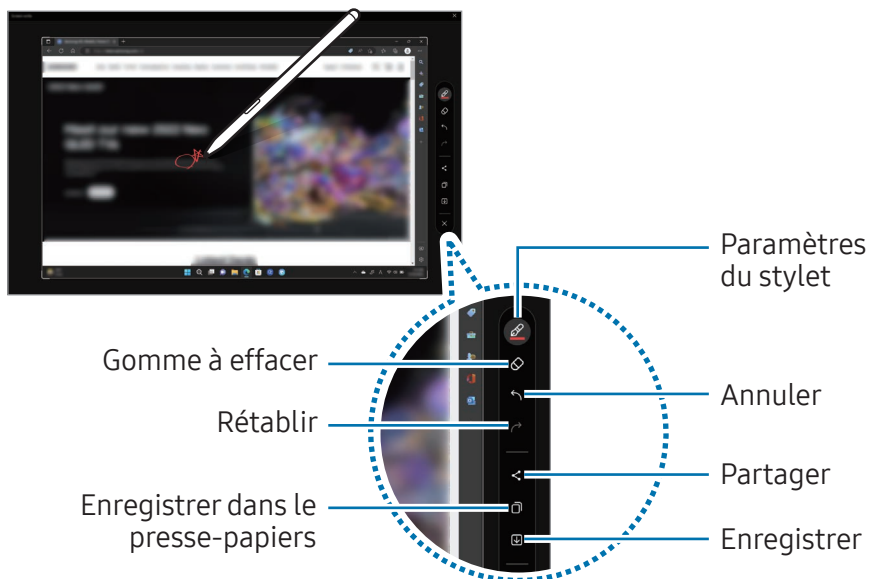 Paramètres
du stylet
Gomme à effacer
Annuler
Rétablir
Partager
Enregistrer dans le
presse-papiers
Enregistrer